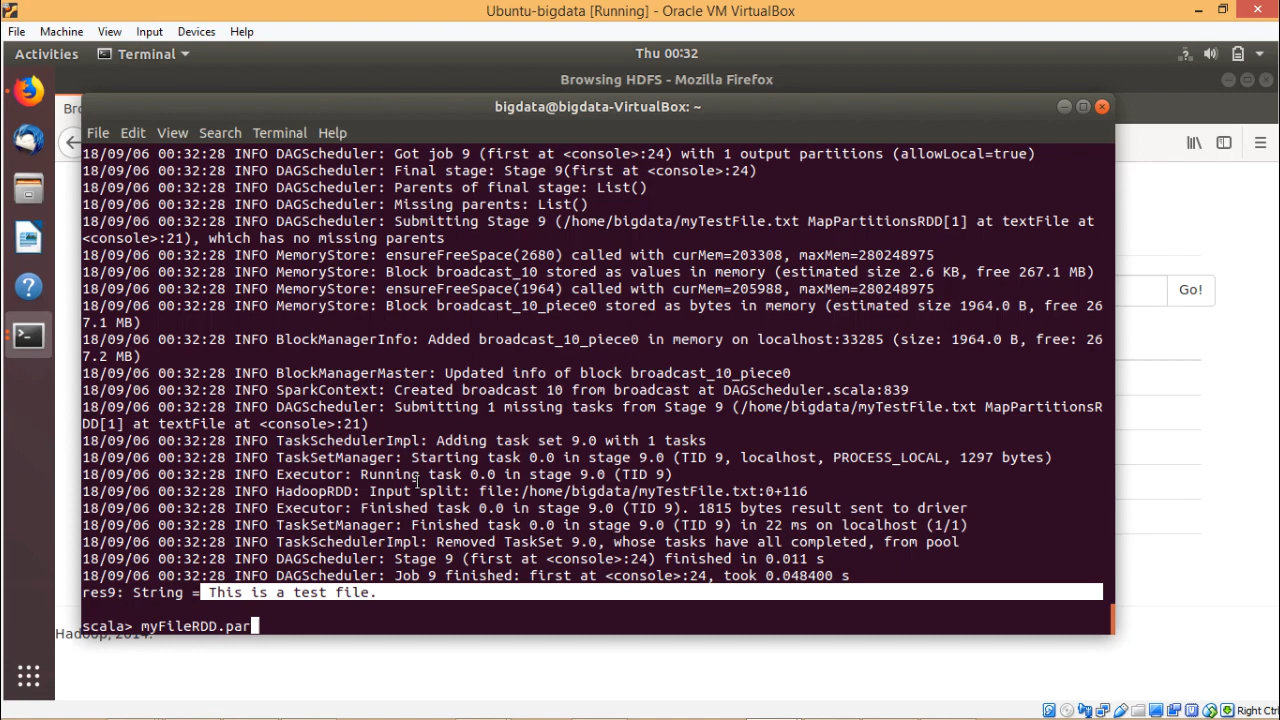 Ubuntu-bigdata [Running] - Oracle VM VirtualBox
File Machine View Input Devices Help
Activities Terminal Thu 00:32
Browsing HDFS - Mozilla Firefox
Bro
bigdata@bigdata-VirtualBox: ~
File Edit View Search Terminal Help
18/09/06 00:32:28 INFO DAGScheduler: Got job 9 (first at <console>:24) with 1 output partitions (allowLocal=true)
18/09/06 00:32:28 INFO DAGScheduler: Final stage: Stage 9(first at <console>:24)
18/09/06 00:32:28 INFO DAGScheduler: Parents of final stage: List()
18/09/06 00:32:28 INFO DAGScheduler: Missing parents: List()
18/09/06 00:32:28 INFO DAGScheduler: Submitting Stage 9 (/home/bigdata/myTestFile.txt MapPartitionsRDD[1] at textFile at
<console>:21), which has no missing parents
18/09/06 00:32:28 INFO MemoryStore: ensureFreeSpace(2680) called with curMem=203308, maxMem=280248975
18/09/06 00:32:28 INFO MemoryStore: Block broadcast_10 stored as values in memory (estimated size 2.6 KB, free 267.1 MB)
18/09/06 00:32:28 INFO MemoryStore: ensureFreeSpace(1964) called with curMem=205988, maxMem=280248975
18/09/06 00:32:28 INFO MemoryStore: Block broadcast_10_piece0 stored as bytes in memory (estimated size 1964.0 B, free 26
7.1 MB)
18/09/06 00:32:28 INFO BlockManagerInfo: Added broadcast_10_piece0 in memory on localhost:33285 (size: 1964.0 B, free: 26
7.2 MB)
18/09/06 00:32:28 INFO BlockManagerMaster: Updated info of block broadcast_10_piece0
18/09/06 00:32:28 INFO SparkContext: Created broadcast 10 from broadcast at DAGScheduler.scala:839
18/09/06 00:32:28 INFO DAGScheduler: Submitting 1 missing tasks from Stage 9 (/home/bigdata/myTestFile.txt MapPartitionsR
DD[1] at textFile at <console>:21)
18/09/06 00:32:28 INFO TaskSchedulerImpl: Adding task set 9.0 with 1 tasks
18/09/06 00:32:28 INFO TaskSetManager: Starting task 0.0 in stage 9.0 (TID 9, localhost, PROCESS_LOCAL, 1297 bytes)
18/09/06 00:32:28 INFO Executor: Running task 0.0 in stage 9.0 (TID 9)
18/09/06 00:32:28 INFO HadoopRDD: Input split: file:/home/bigdata/myTestFile.txt:0+116
18/09/06 00:32:28 INFO Executor: Finished task 0.0 in stage 9.0 (TID 9). 1815 bytes result sent to driver
18/09/06 00:32:28 INFO TaskSetManager: Finished task 0.0 in stage 9.0 (TID 9) in 22 ms on localhost (1/1)
18/09/06 00:32:28 INFO TaskSchedulerImpl: Removed TaskSet 9.0, whose tasks have all completed, from pool
18/09/06 00:32:28 INFO DAGScheduler: Stage 9 (first at <console>:24) finished in 0.011 s
18/09/06 00:32:28 INFO DAGScheduler: Job 9 finished: first at <console>:24, took 0.048400 s
res9: String = This is a test file.
scala> myFileRDD.par
Go!
Hadoop, 2014.
Right Ctrl